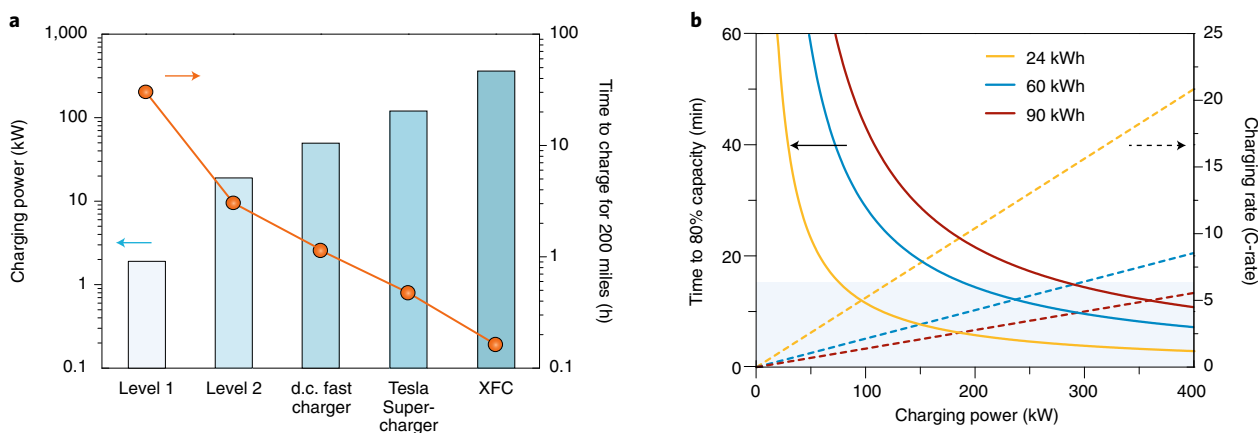 a
1,000
100
10
1
0.1
Charging power (kW)
100
10
1
0.1
Time to charge for 200 miles (h)
Level 1
Level 2
d.c. fast
charger
Tesla
Super-
charger
XFC
b
60
40
20
0
Time to 80% capacity (min)
24 kWh
60 kWh
90 kWh
25
20
15
10
5
0
Charging rate (C-rate)
0
100
200
300
400
Charging power (kW)